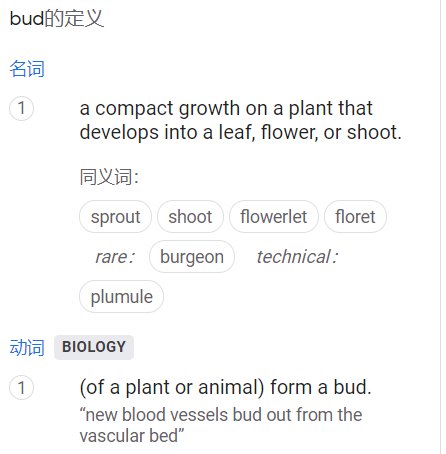 bud的定义
名词
1 a compact growth on a plant that
develops into a leaf, flower, or shoot.
同义词：
sprout shoot flowerlet floret
rare： burgeon technical：
plumule
动词 BIOLOGY
1 (of a plant or animal) form a bud.
“new blood vessels bud out from the
vascular bed”